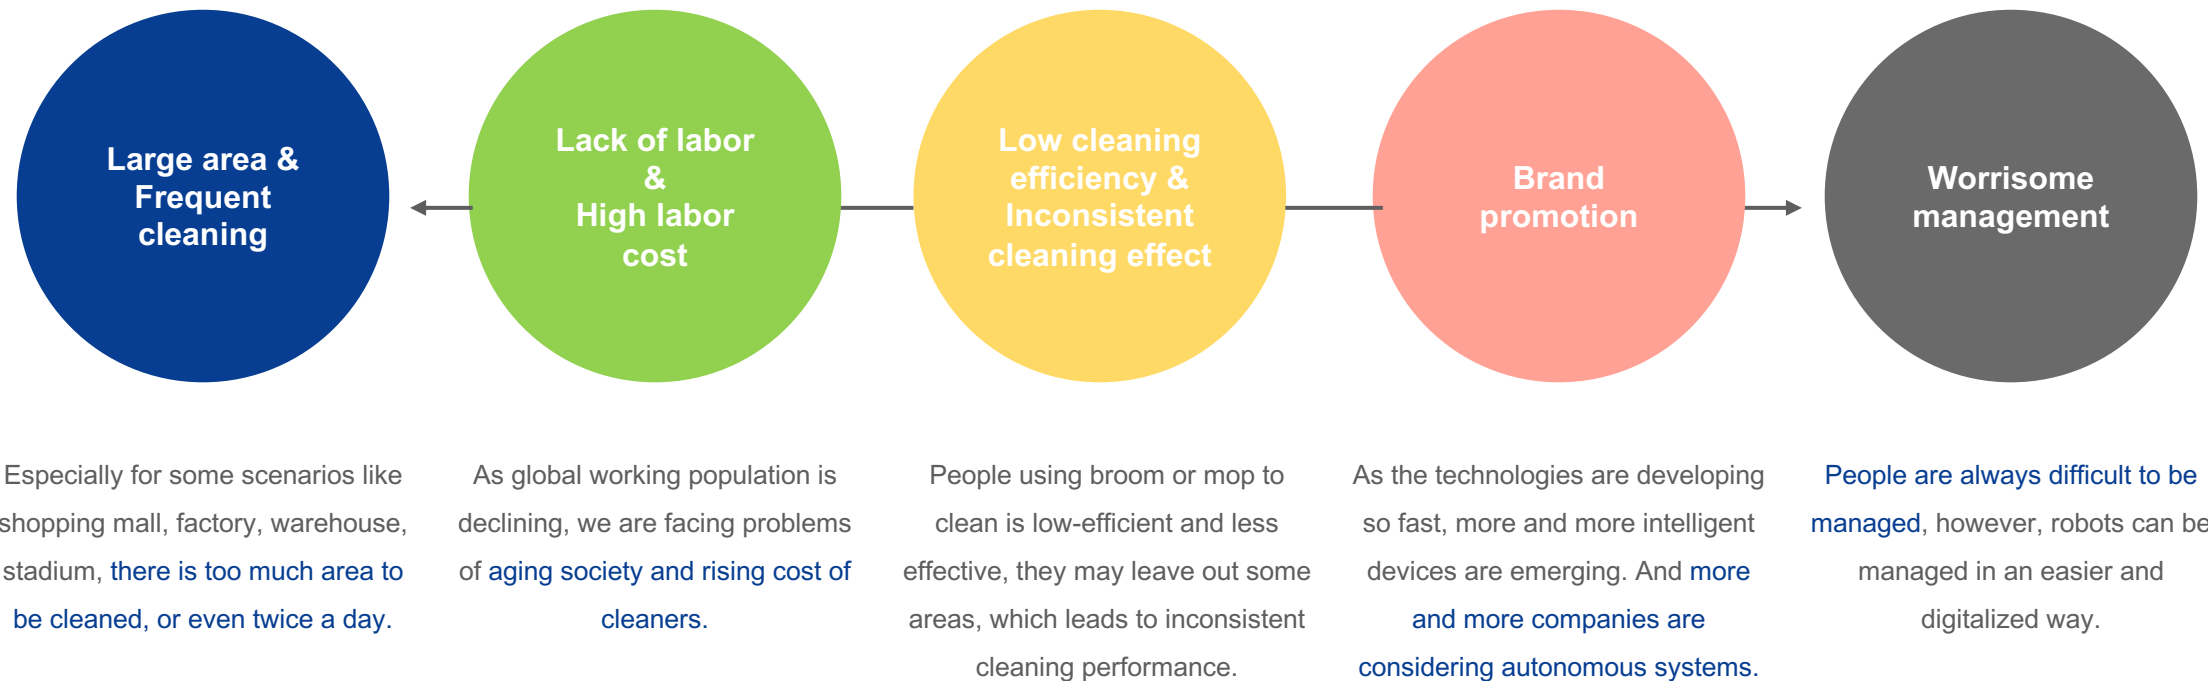 Large area &
Frequent
cleaning
Lack of labor
&
High labor
cost
Low cleaning
efficiency &
Inconsistent
cleaning effect
Brand
promotion
Worrisome
management
Especially for some scenarios like
shopping mall, factory, warehouse,
stadium, there is too much area to
be cleaned, or even twice a day.
As global working population is
declining, we are facing problems
of aging society and rising cost of
cleaners.
People using broom or mop to
clean is low-efficient and less
effective, they may leave out some
areas, which leads to inconsistent
cleaning performance.
As the technologies are developing
so fast, more and more intelligent
devices are emerging. And more
and more companies are
considering autonomous systems.
People are always difficult to be
managed, however, robots can be
managed in an easier and
digitalized way.